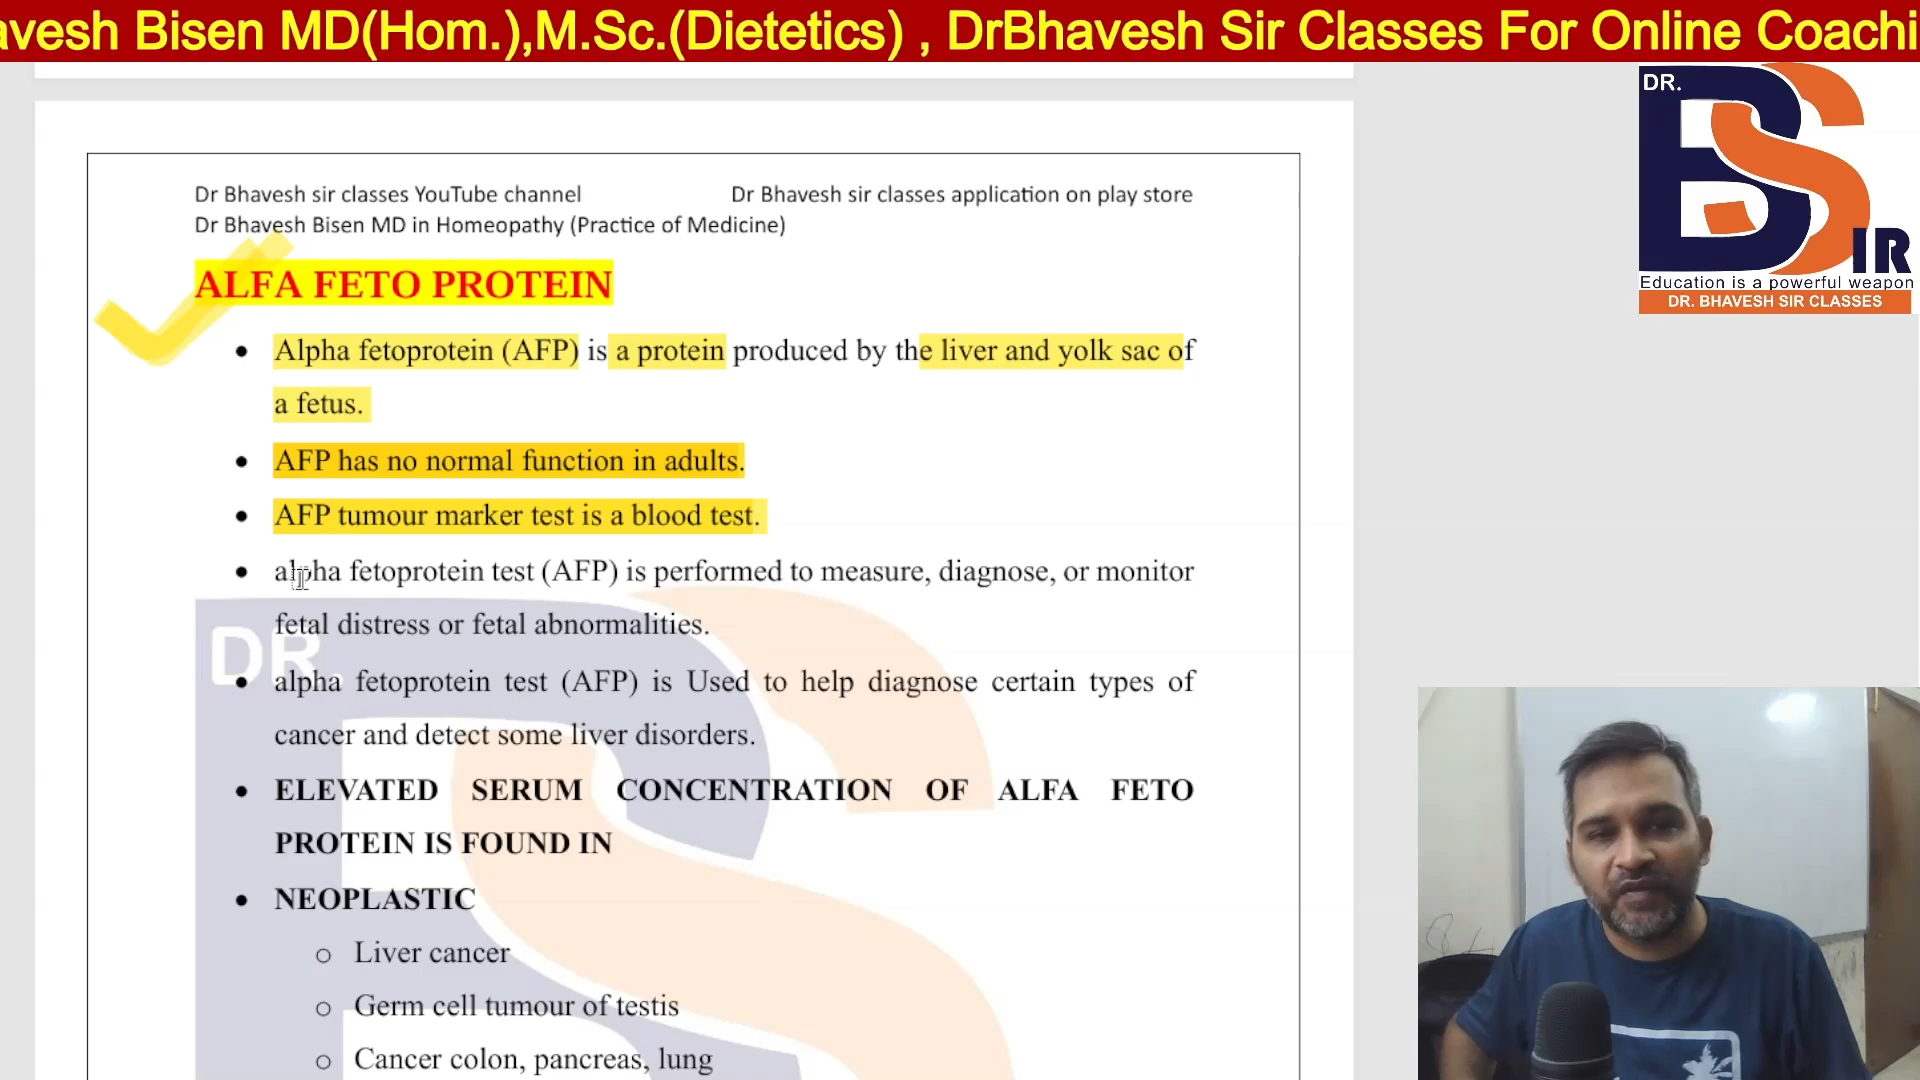 avesh Bisen MD(Hom.),M.Sc.(Dietetics) , DrBhavesh Sir Classes For Online Coachi
DR.
BS
IR
Education is a powerful weapon
DR. BHAVESH SIR CLASSES
Dr Bhavesh sir classes YouTube channel Dr Bhavesh sir classes application on play store
Dr Bhavesh Bisen MD in Homeopathy (Practice of Medicine)
ALFA FETO PROTEIN
• Alpha fetoprotein (AFP) is a protein produced by the liver and yolk sac of
a fetus.
• AFP has no normal function in adults.
• AFP tumour marker test is a blood test.
• alpha fetoprotein test (AFP) is performed to measure, diagnose, or monitor
fetal distress or fetal abnormalities.
DR.
• alpha fetoprotein test (AFP) is Used to help diagnose certain types of
cancer and detect some liver disorders.
• ELEVATED SERUM CONCENTRATION OF ALFA FETO
PROTEIN IS FOUND IN
• NEOPLASTIC
o Liver cancer
o Germ cell tumour of testis
o Cancer colon, pancreas, lung